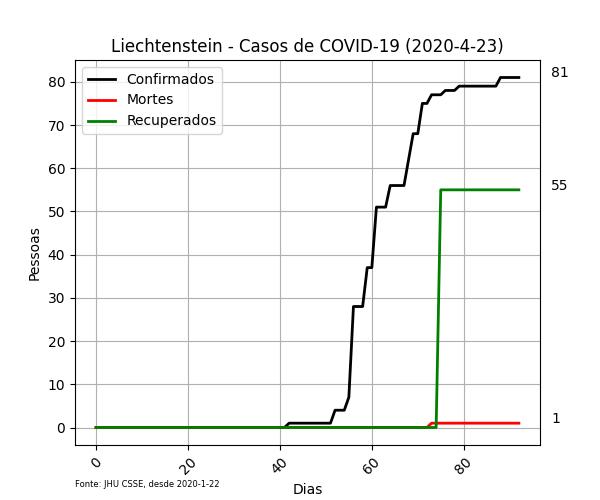 Liechtenstein - Casos de COVID-19 (2020-4-23)
Confirmados
Mortes
Recuperados
81
55
1
Pessoas
80
70
60
50
40
30
20
10
0
0
20
40
60
80
Dias
Fonte: JHU CSSE, desde 2020-1-22